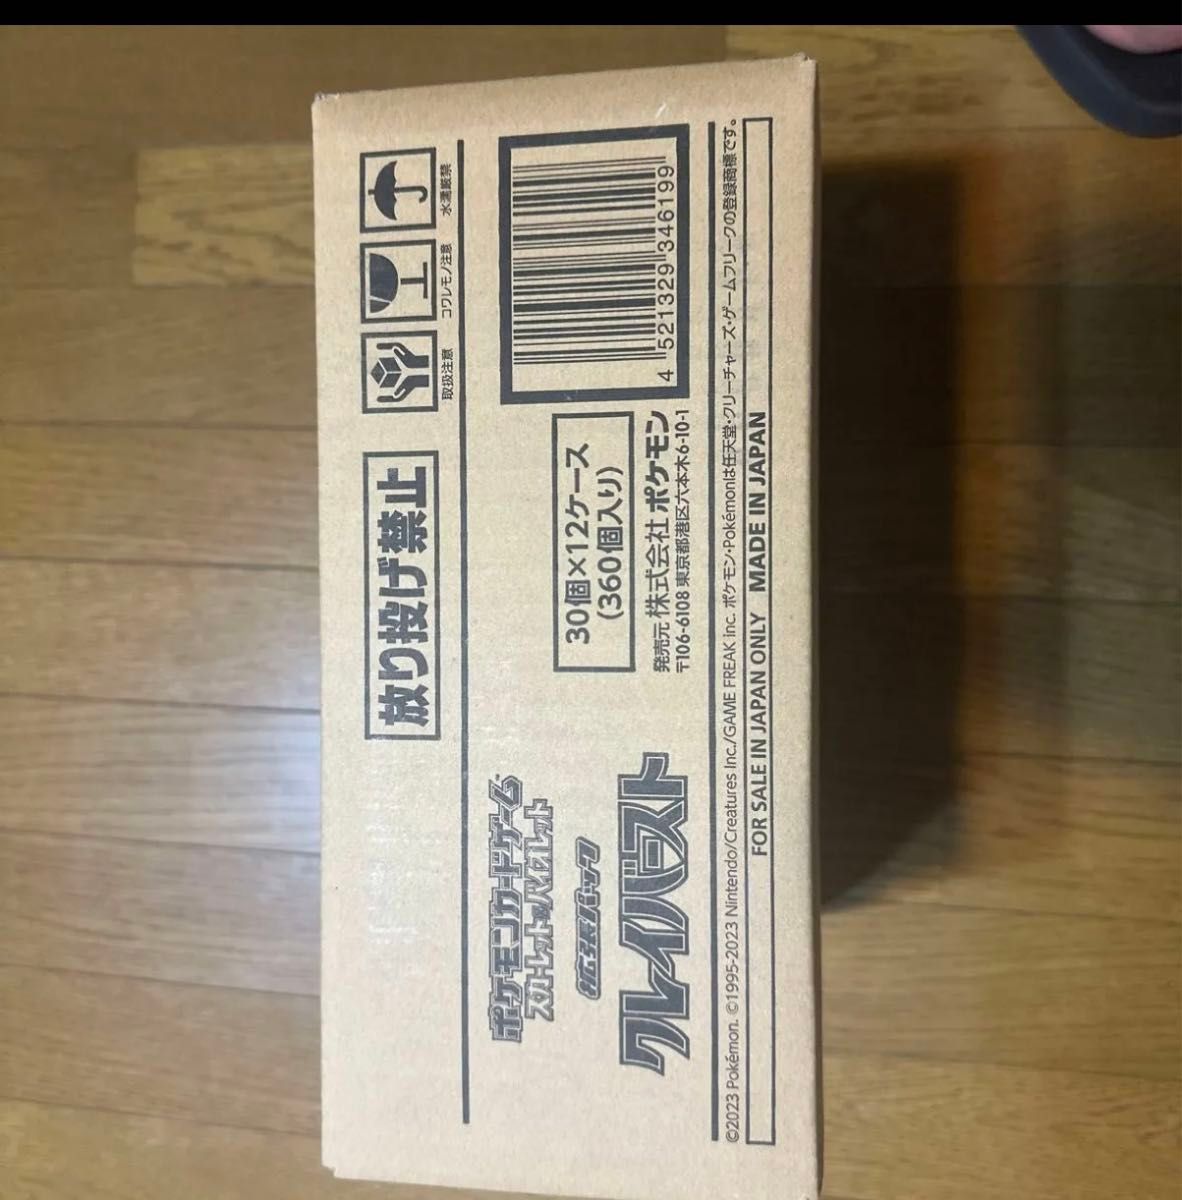 放り投げ禁止
取扱注意
コワレモノ注意
水濡厳禁
ポケモンカードゲーム
スカーレット&バイオレット
拡張パック
クレイバースト
30個×12ケース
(360個入り)
発売元 株式会社 ポケモン
〒106-6108 東京都港区六本木6-10-1
4 521329 346199
©2023 Pokémon. ©1995-2023 Nintendo/Creatures Inc./GAME FREAK inc. ポケモン・Pokémonは任天堂・クリーチャーズ・ゲームフリークの登録商標です。
FOR SALE IN JAPAN ONLY MADE IN JAPAN